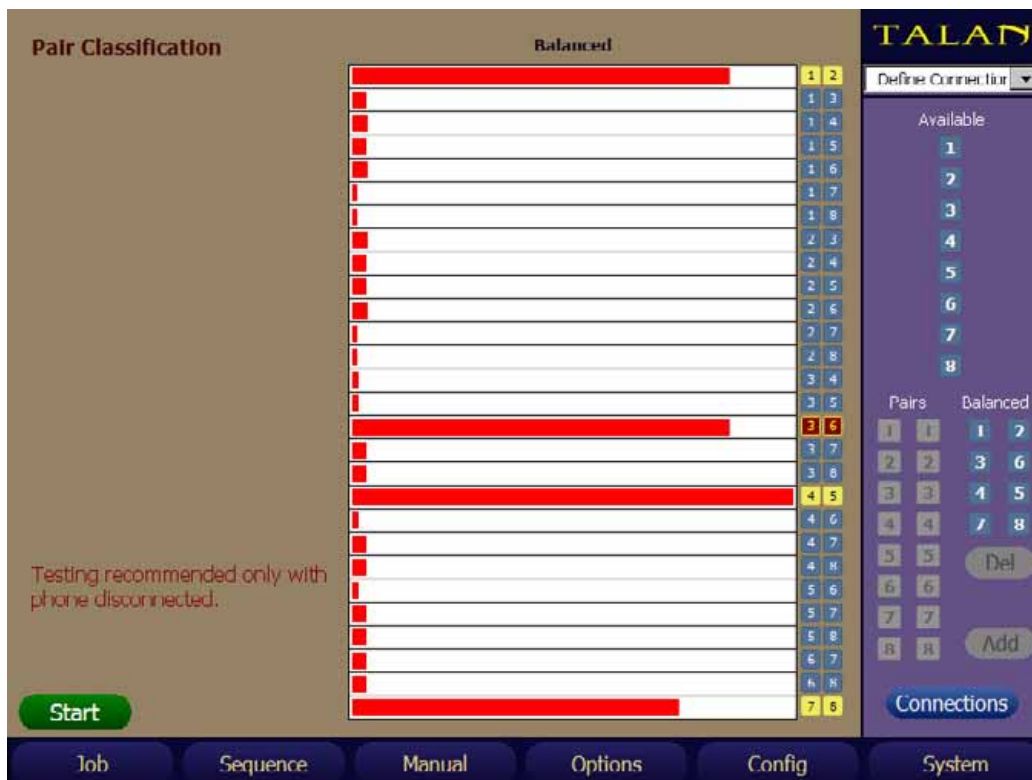 Pair Classification
Balanced
1 2
1 3
1 4
1 5
1 6
1 7
1 8
2 3
2 4
2 5
2 6
2 7
2 8
3 4
3 5
3 6
3 7
3 8
4 5
4 6
4 7
4 8
5 6
5 7
5 8
6 7
6 8
7 8
Testing recommended only with
phone disconnected.
Start
TALAN
Define Connection
Available
1
2
3
4
5
6
7
8
Pairs Balanced
1 1 1 2
2 2 3 6
3 3 4 5
4 4 7 8
5 5 Del
6 6
7 7
8 8 Add
Connections
Job Sequence Manual Options Config System